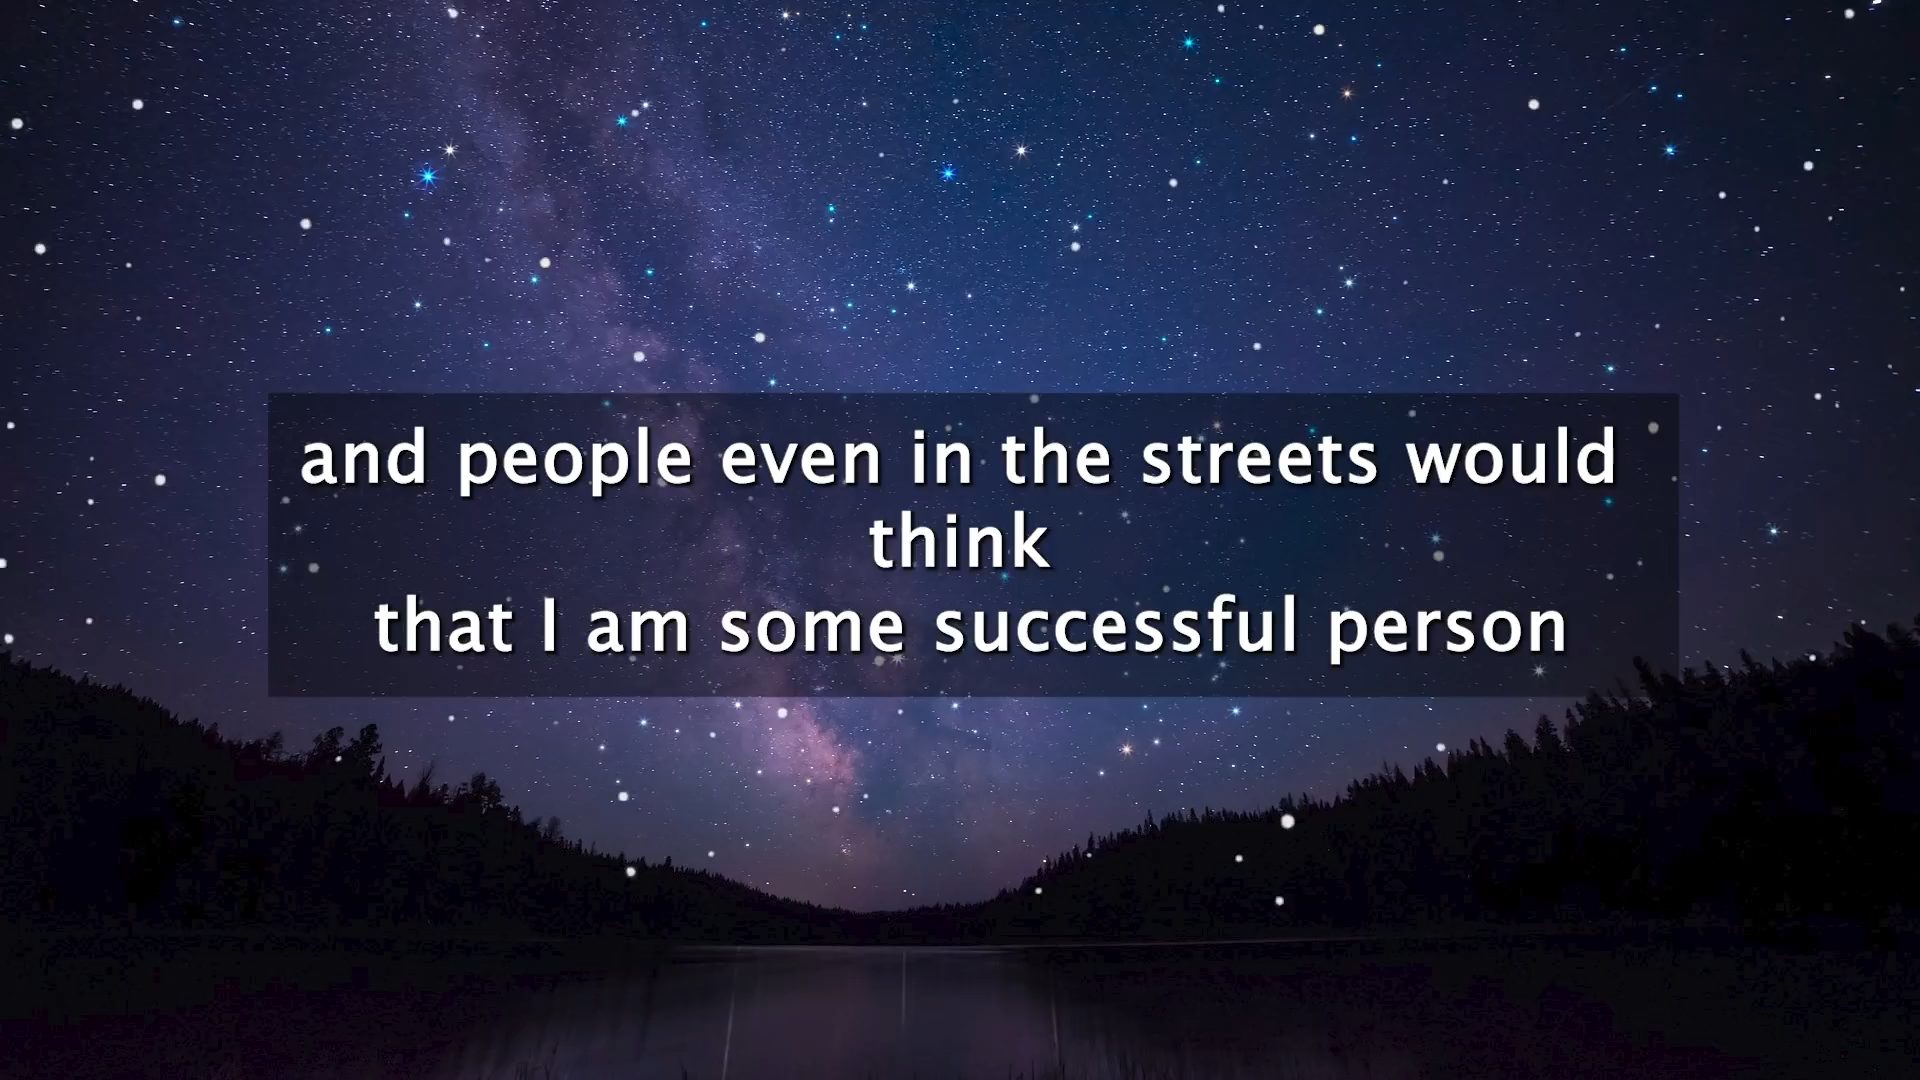 and people even in the streets would
think
that I am some successful person